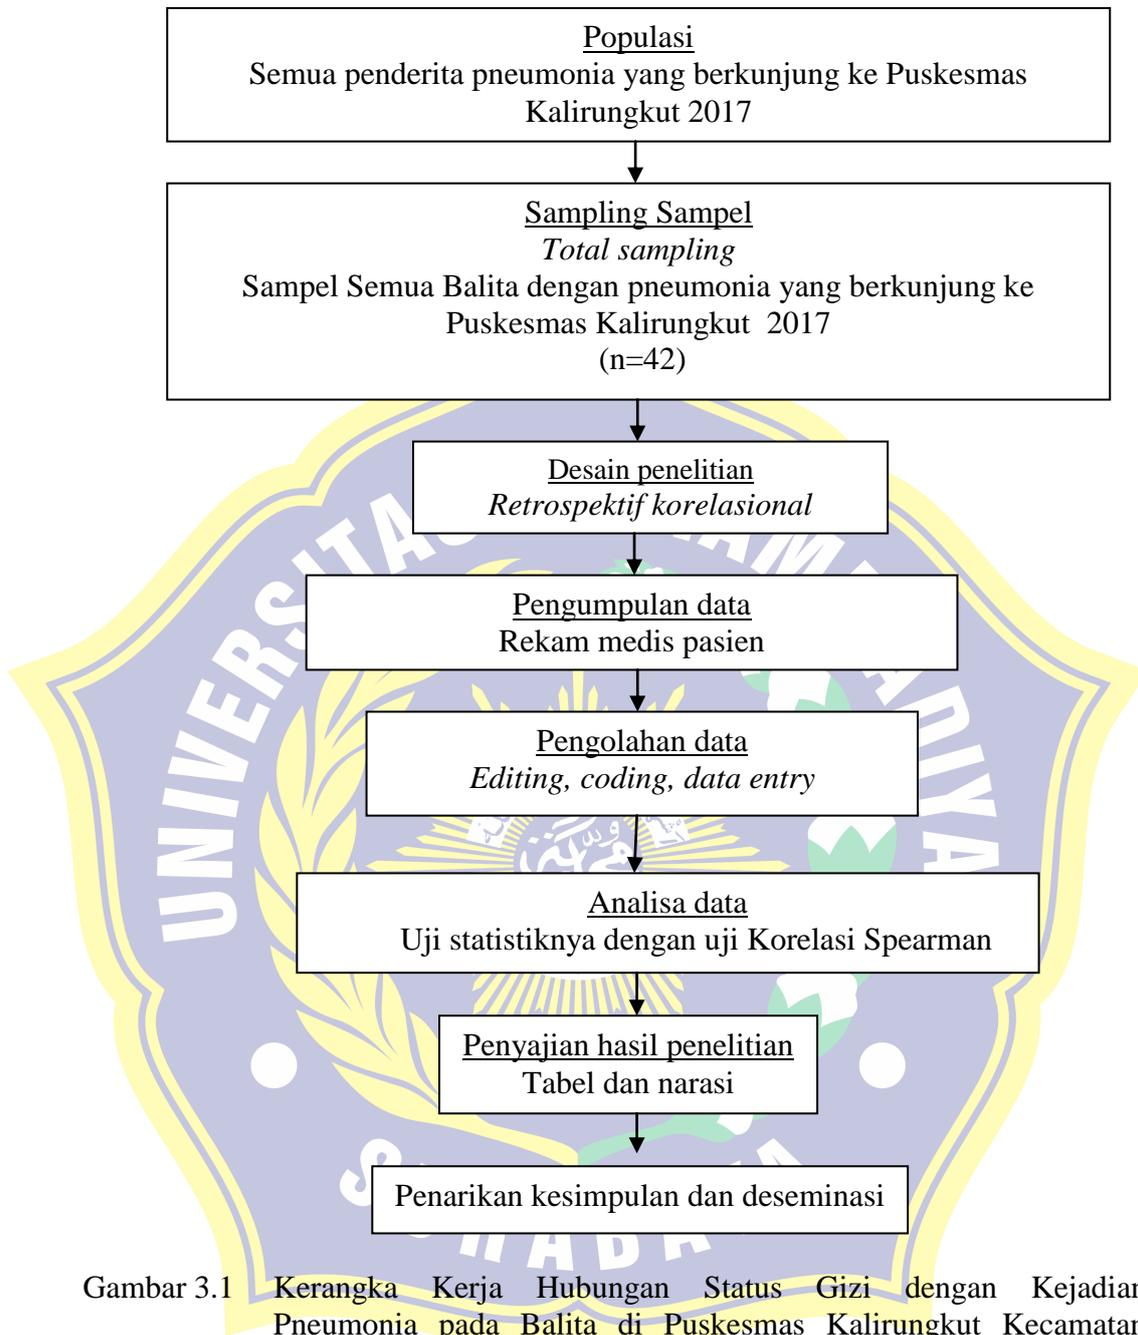 Populasi
Semua penderita pneumonia yang berkunjung ke Puskesmas
Kalirungkut 2017
Sampling Sampel
Total sampling
Sampel Semua Balita dengan pneumonia yang berkunjung ke
Puskesmas Kalirungkut 2017
(n=42)
Desain penelitian
Retrospektif korelasional
Pengumpulan data
Rekam medis pasien
Pengolahan data
Editing, coding, data entry
Analisa data
Uji statistiknya dengan uji Korelasi Spearman
Penyajian hasil penelitian
Tabel dan narasi
Penarikan kesimpulan dan deseminasi
Gambar 3.1 Kerangka Kerja Hubungan Status Gizi dengan Kejadian
Pneumonia pada Balita di Puskesmas Kalirungkut Kecamatan